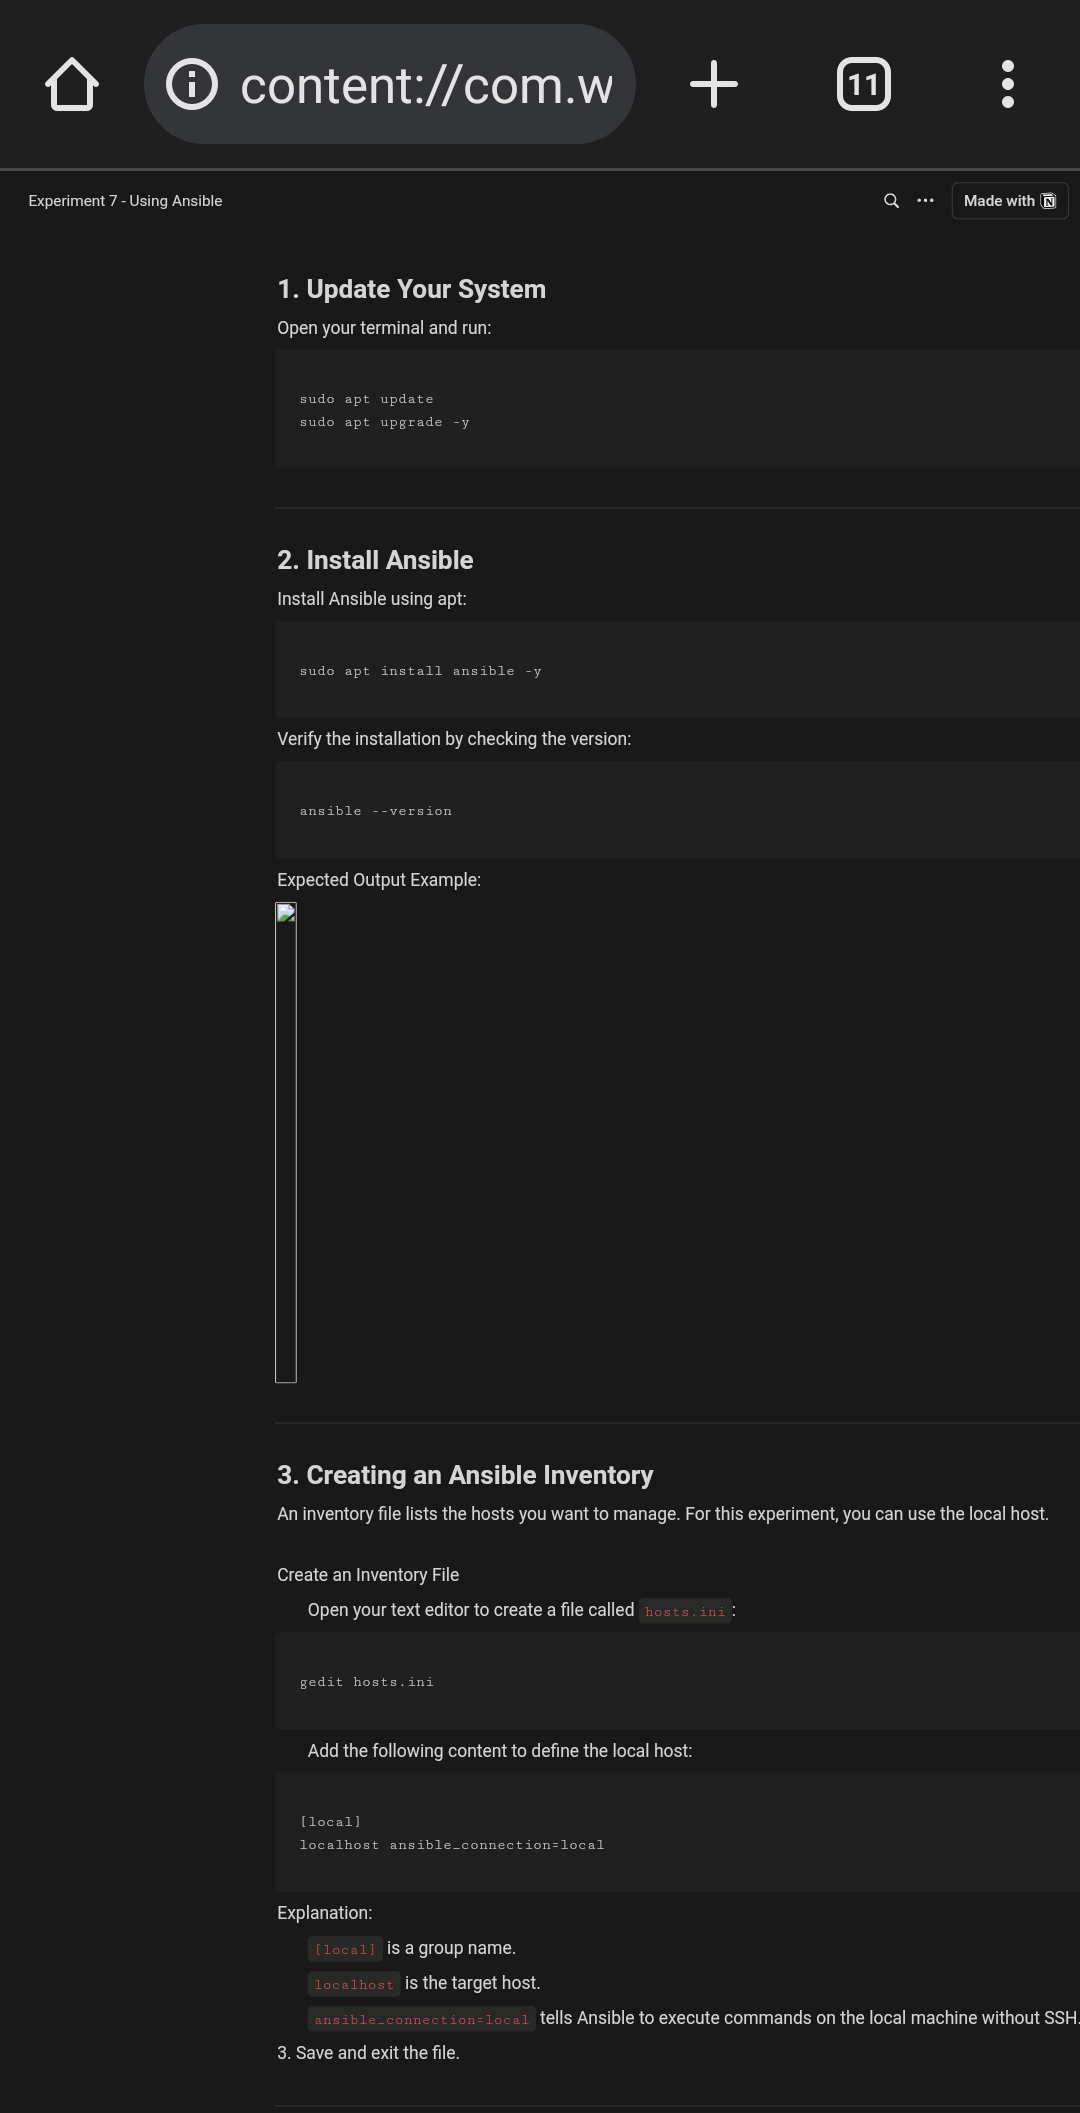 content://com.w
11
Experiment 7 - Using Ansible
Made with
1. Update Your System
Open your terminal and run:
sudo apt update
sudo apt upgrade -y
2. Install Ansible
Install Ansible using apt:
sudo apt install ansible -y
Verify the installation by checking the version:
ansible --version
Expected Output Example:
3. Creating an Ansible Inventory
An inventory file lists the hosts you want to manage. For this experiment, you can use the local host.
Create an Inventory File
Open your text editor to create a file called hosts.ini:
gedit hosts.ini
Add the following content to define the local host:
[local]
localhost ansible_connection=local
Explanation:
[local] is a group name.
localhost is the target host.
ansible_connection=local tells Ansible to execute commands on the local machine without SSH.
3. Save and exit the file.